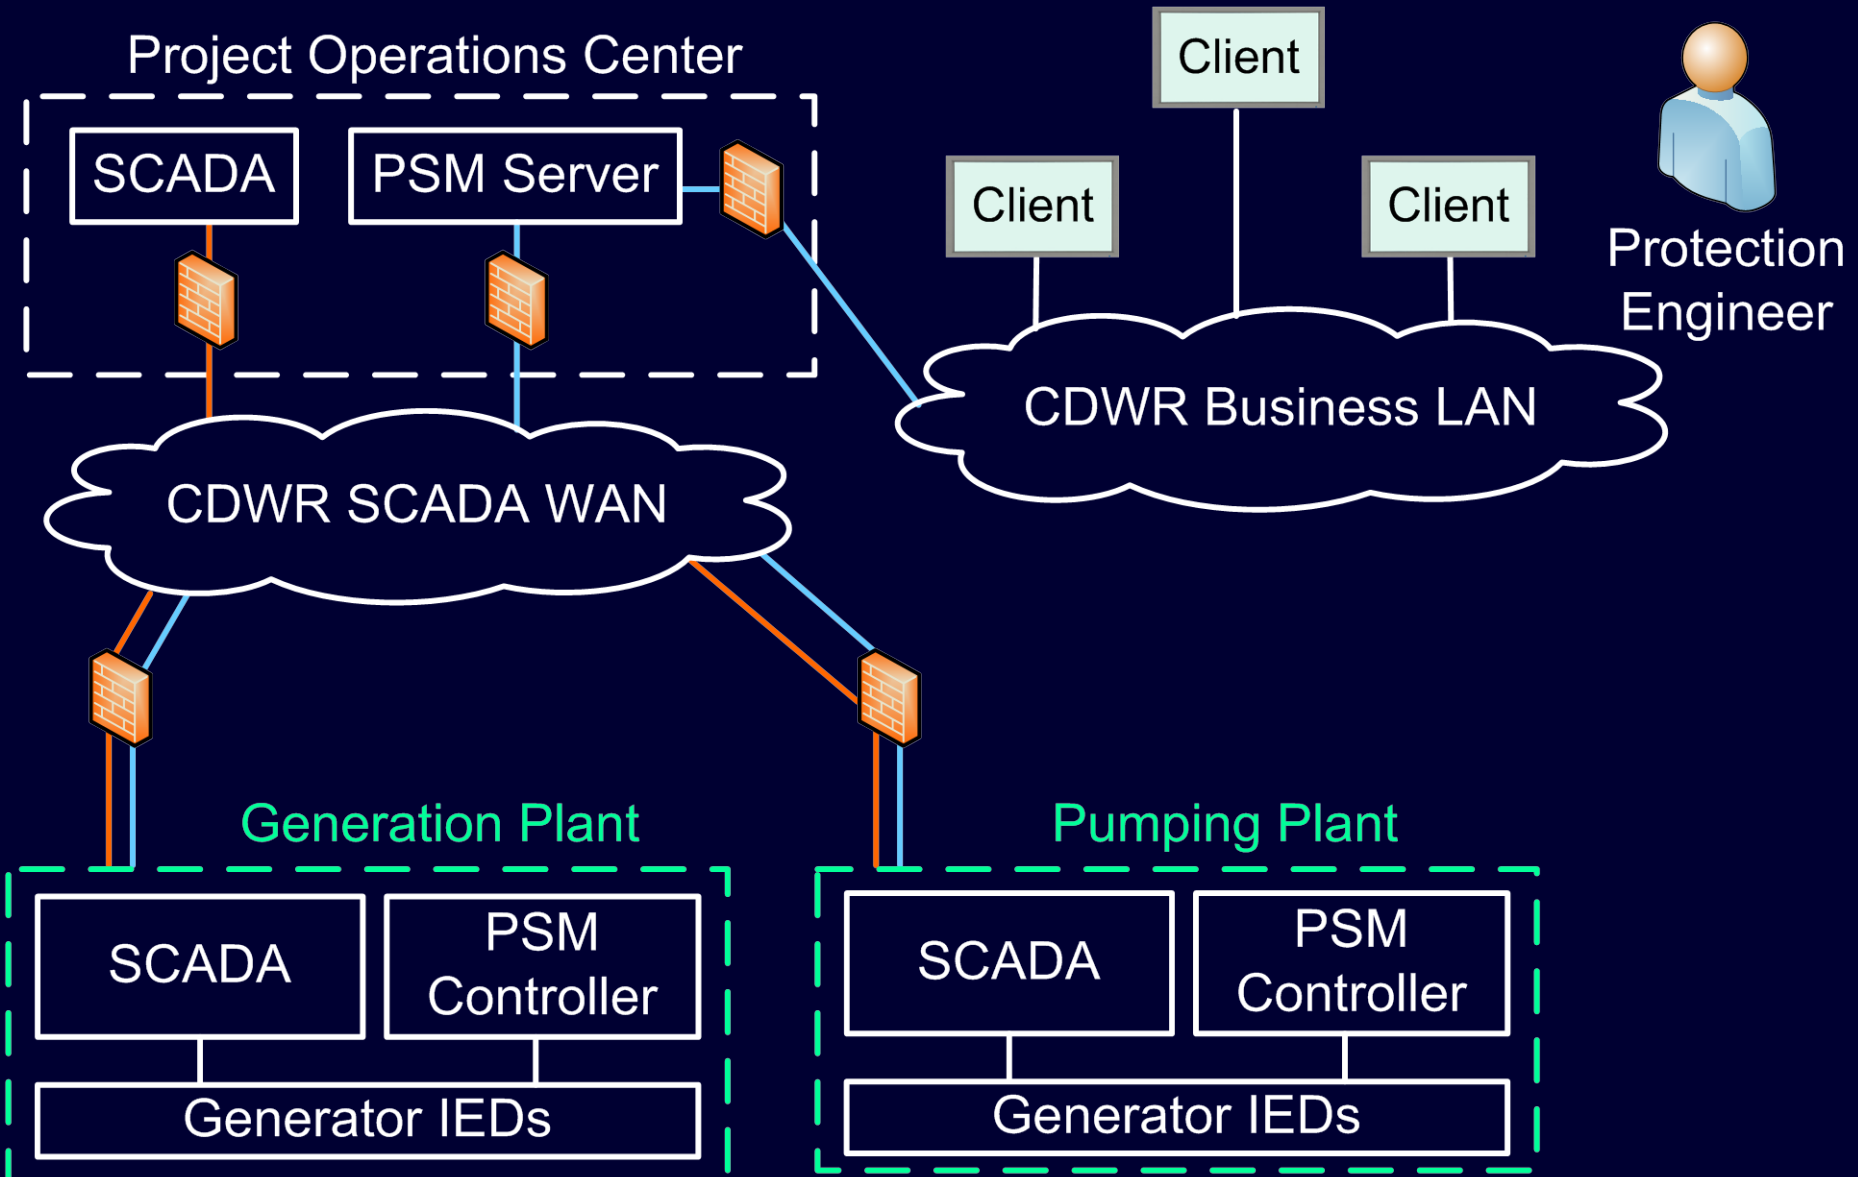 Project Operations Center
SCADA
PSM Server
Client
Client
Client
Protection
Engineer
CDWR Business LAN
CDWR SCADA WAN
Generation Plant
SCADA
PSM
Controller
Generator IEDs
Pumping Plant
SCADA
PSM
Controller
Generator IEDs